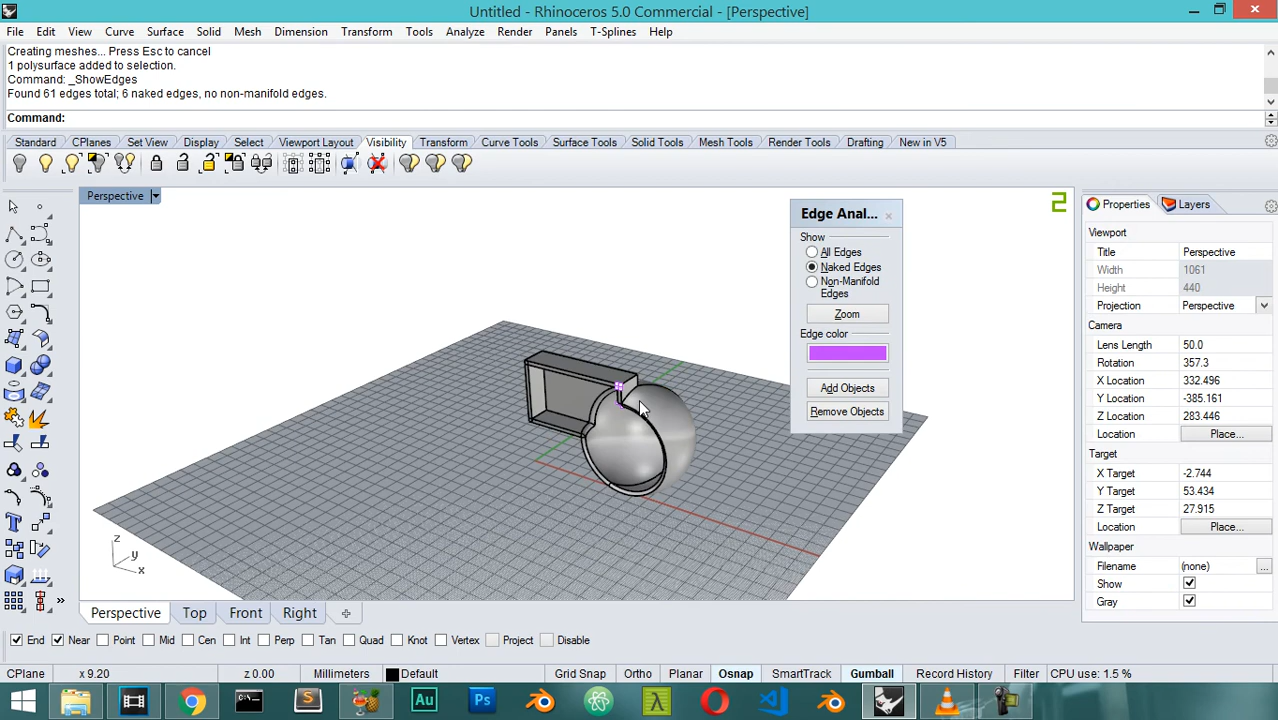 Untitled - Rhinoceros 5.0 Commercial - [Perspective]
File Edit View Curve Surface Solid Mesh Dimension Transform Tools Analyze Render Panels T-Splines Help
Creating meshes... Press Esc to cancel
1 polysurface added to selection.
Command: _ShowEdges
Found 61 edges total; 6 naked edges, no non-manifold edges.
Command:
Standard CPlanes Set View Display Select Viewport Layout Visibility Transform Curve Tools Surface Tools Solid Tools Mesh Tools Render Tools Drafting New in V5
Perspective
2
Edge Anal...
Show
All Edges
Naked Edges
Non-Manifold
Edges
Zoom
Edge color
Add Objects
Remove Objects
z
y
x
Properties Layers
Viewport
Title Perspective
Width 1061
Height 440
Projection Perspective
Camera
Lens Length 50.0
Rotation 357.3
X Location 332.496
Y Location -385.161
Z Location 283.446
Location Place...
Target
X Target -2.744
Y Target 53.434
Z Target 27.915
Location Place...
Wallpaper
Filename (none) ...
Show
Gray
Perspective Top Front Right
End Near Point Mid Cen Int Perp Tan Quad Knot Vertex Project Disable
CPlane x 9.20 z 0.00 Millimeters Default Grid Snap Ortho Planar Osnap SmartTrack Gumball Record History Filter CPU use: 1.5 %
Au Ps